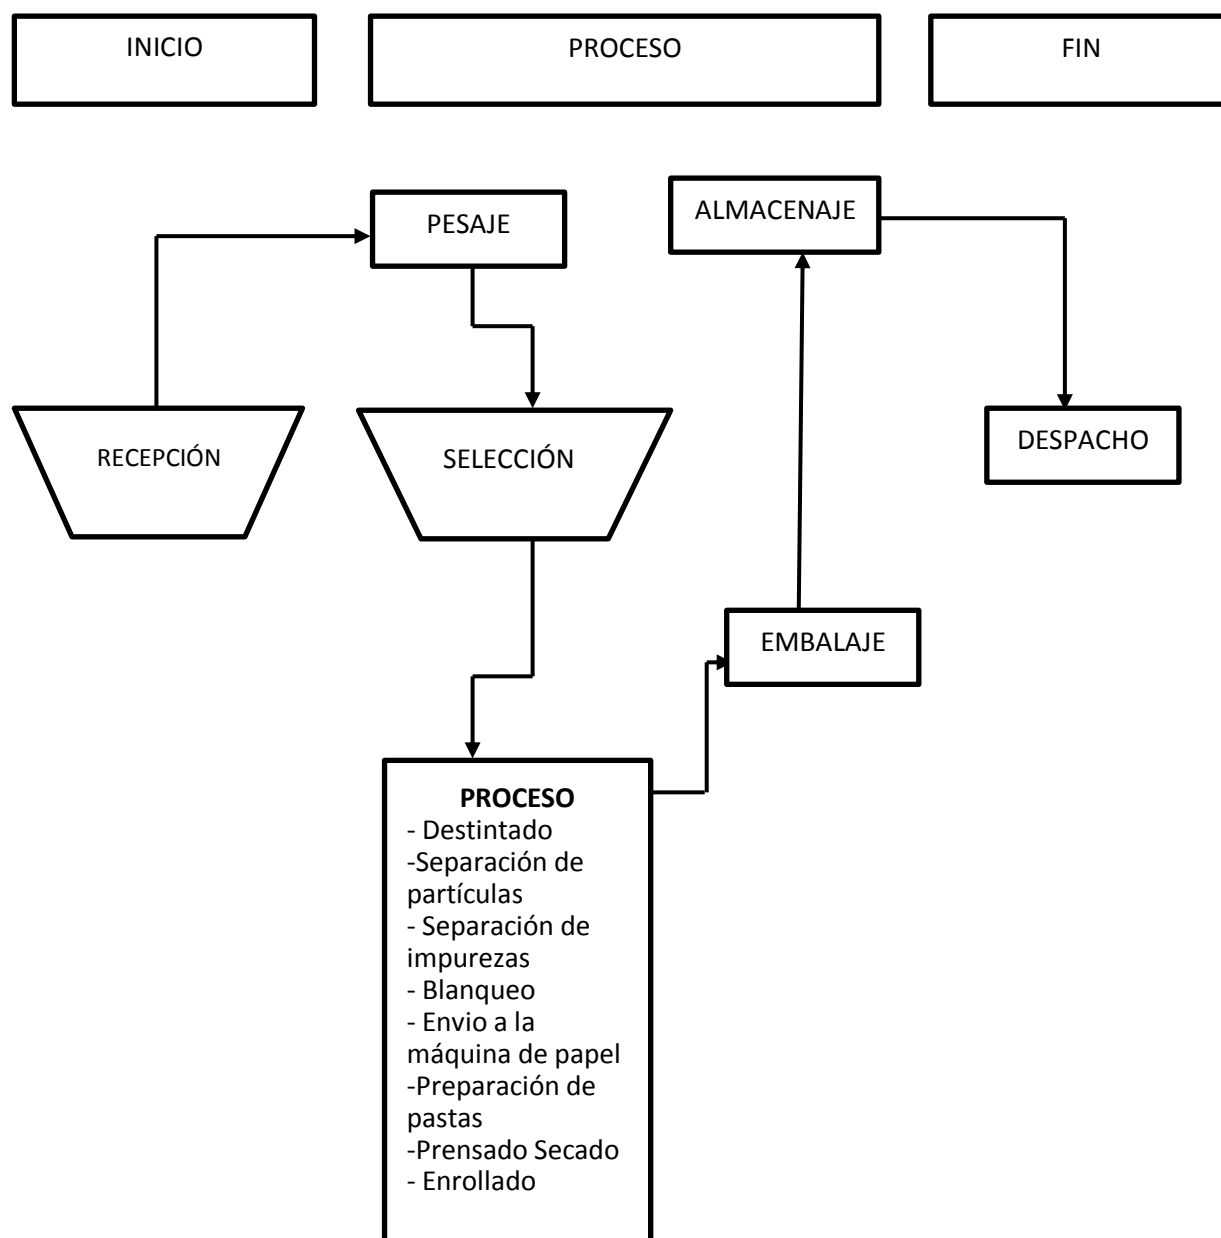 INICIO
PROCESO
FIN
PESAJE
ALMACENAJE
RECEPCIÓN
SELECCIÓN
DESPACHO
EMBALAJE
PROCESO
- Destintado
-Separación de
partículas
- Separación de
impurezas
- Blanqueo
- Envio a la
máquina de papel
-Preparación de
pastas
-Prensado Secado
- Enrollado